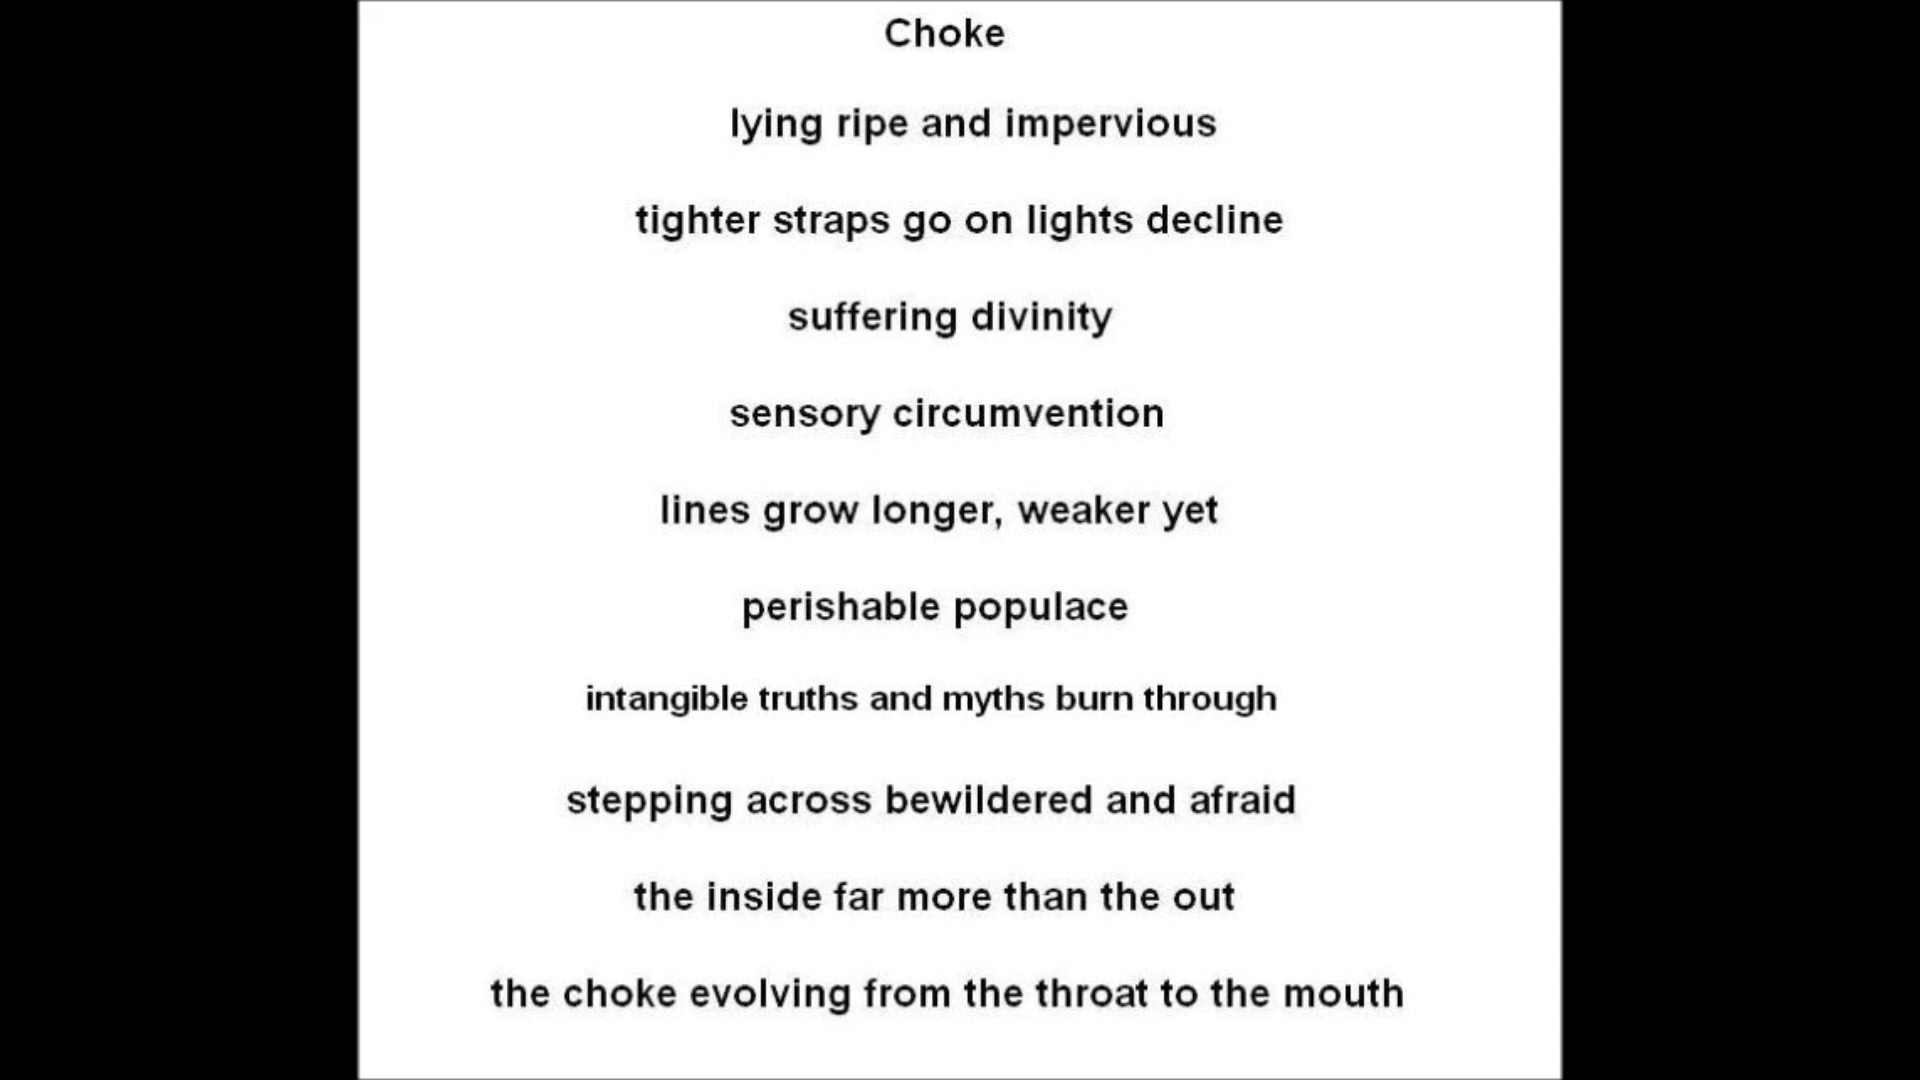 Choke
lying ripe and impervious
tighter straps go on lights decline
suffering divinity
sensory circumvention
lines grow longer, weaker yet
perishable populace
intangible truths and myths burn through
stepping across bewildered and afraid
the inside far more than the out
the choke evolving from the throat to the mouth